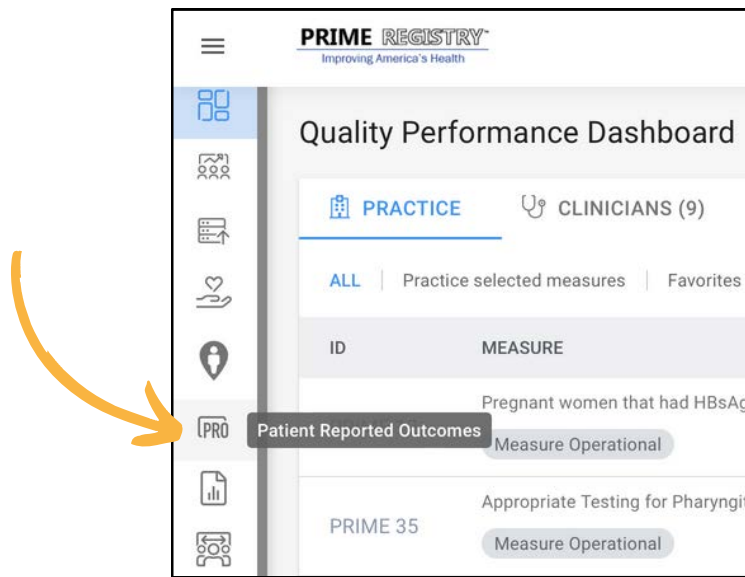 PRIME REGISTRY
Improving America's Health
Quality Performance Dashboard
PRACTICE
CLINICIANS (9)
ALL
Practice selected measures
Favorites
ID
MEASURE
Pregnant women that had HBsAg
PRO
Patient Reported Outcomes
Measure Operational
PRIME 35
Appropriate Testing for Pharyngit
Measure Operational